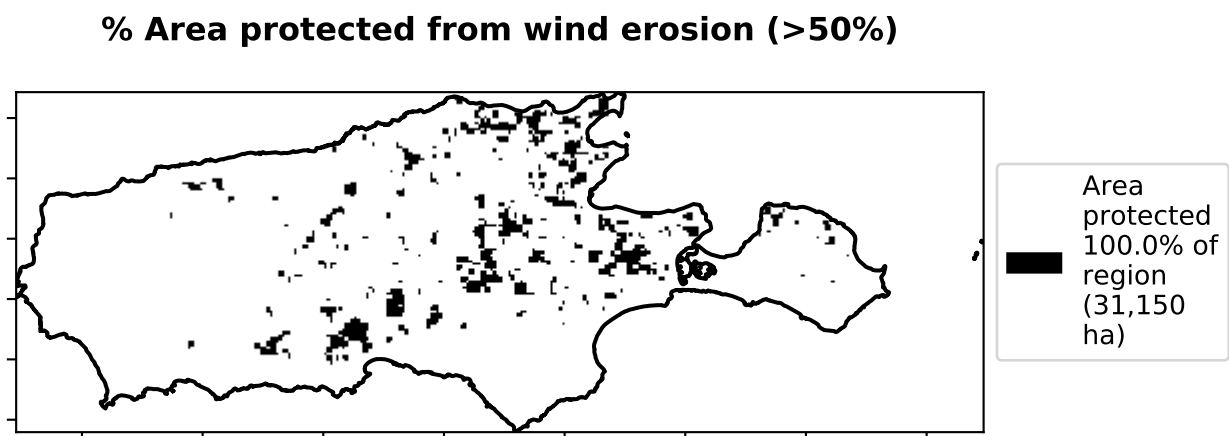 % Area protected from wind erosion (>50%)
Area
protected
100.0% of
region
(31,150
ha)